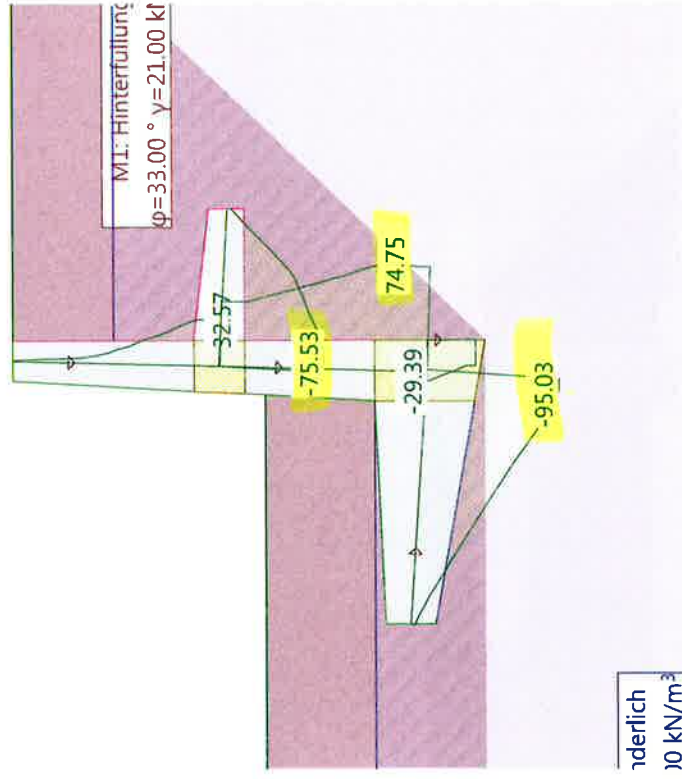 M1: Hinterfüllung
φ=33.00 ° γ=21.00 kN
32.57
74.75
-75.53
-29.39
-95.03
nderlich
00 kN/m³